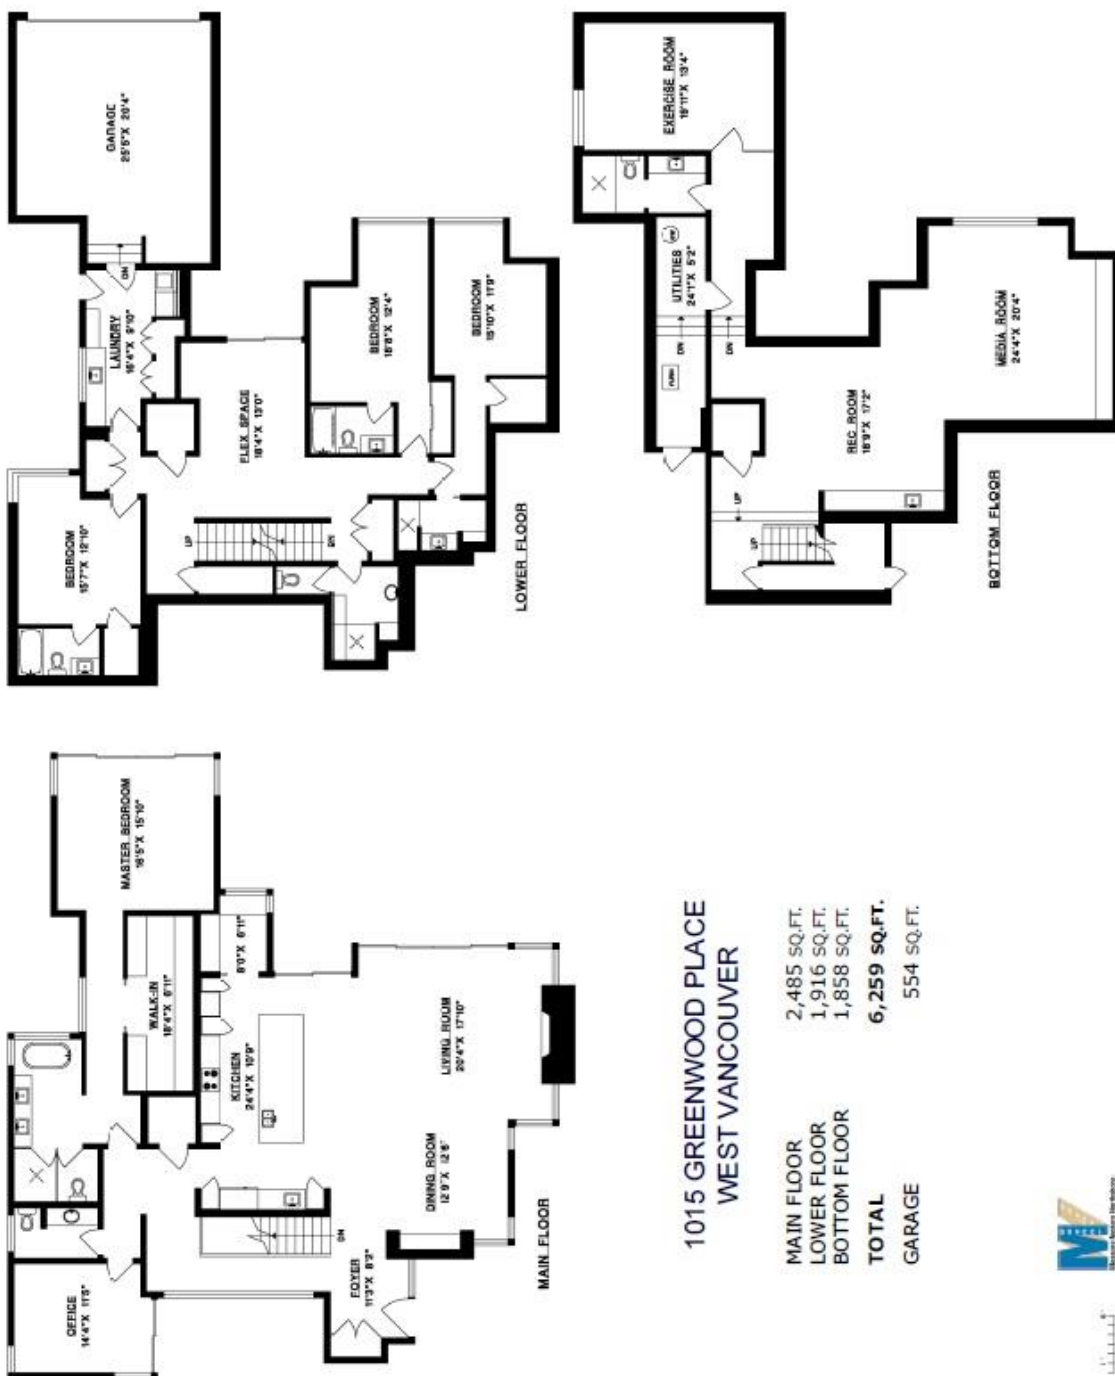 GARAGE
25'5"X 20'4"
DN
LAUNDRY
16'4"X 9'10"
BEDROOM
15'7"X 12'10"
FLEX SPACE
18'4"X 13'0"
BEDROOM
18'8"X 12'4"
BEDROOM
15'10"X 11'9"
UP
DN
LOWER FLOOR
EXERCISE ROOM
19'11"X 13'4"
UTILITIES
24'1"X 5'2"
DN
DN
FURN
REC ROOM
18'9"X 17'2"
MEDIA ROOM
24'4"X 20'4"
UP
UP
BOTTOM FLOOR
MASTER BEDROOM
16'5"X 15'10"
WALK-IN
18'4"X 8'11"
8'0"X 6'11"
KITCHEN
24'4"X 10'9"
LIVING ROOM
20'4"X 17'10"
DINING ROOM
12'9"X 12'6"
OFFICE
14'4"X 11'5"
FOYER
11'3"X 8'2"
DN
MAIN FLOOR
1015 GREENWOOD PLACE
WEST VANCOUVER
MAIN FLOOR 2,485 SQ.FT.
LOWER FLOOR 1,916 SQ.FT.
BOTTOM FLOOR 1,858 SQ.FT.
TOTAL 6,259 SQ.FT.
GARAGE 554 SQ.FT.